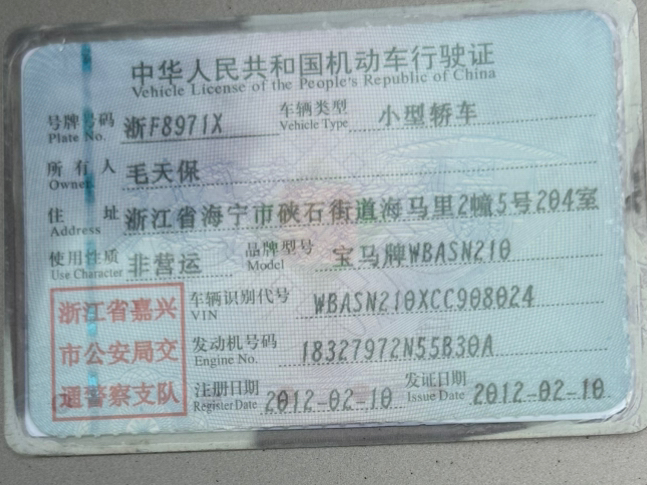 中华人民共和国机动车行驶证
Vehicle License of the People's Republic of China
号牌号码 浙F8971X 车辆类型 小型轿车
Plate No. Vehicle Type
所有人 毛天保
Owner
住址 浙江省海宁市硖石街道海马里2幢5号204室
Address
使用性质 非营运 品牌型号 宝马牌WBASN210
Use Character Model
浙江省嘉兴
市公安局交
通警察支队
车辆识别代号 WBASN210XCC908024
VIN
发动机号码 18327972N55B30A
Engine No.
注册日期 2012-02-10 发证日期 2012-02-10
Register Date Issue Date